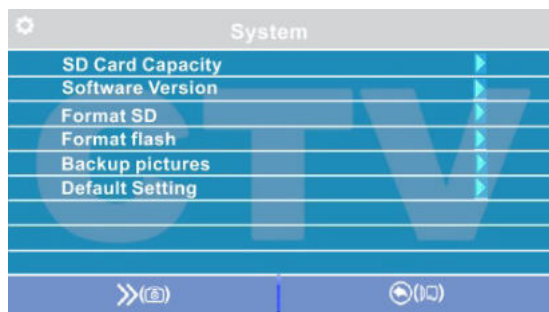 System
SD Card Capacity
Software Version
Format SD
Format flash
Backup pictures
Default Setting
CTV